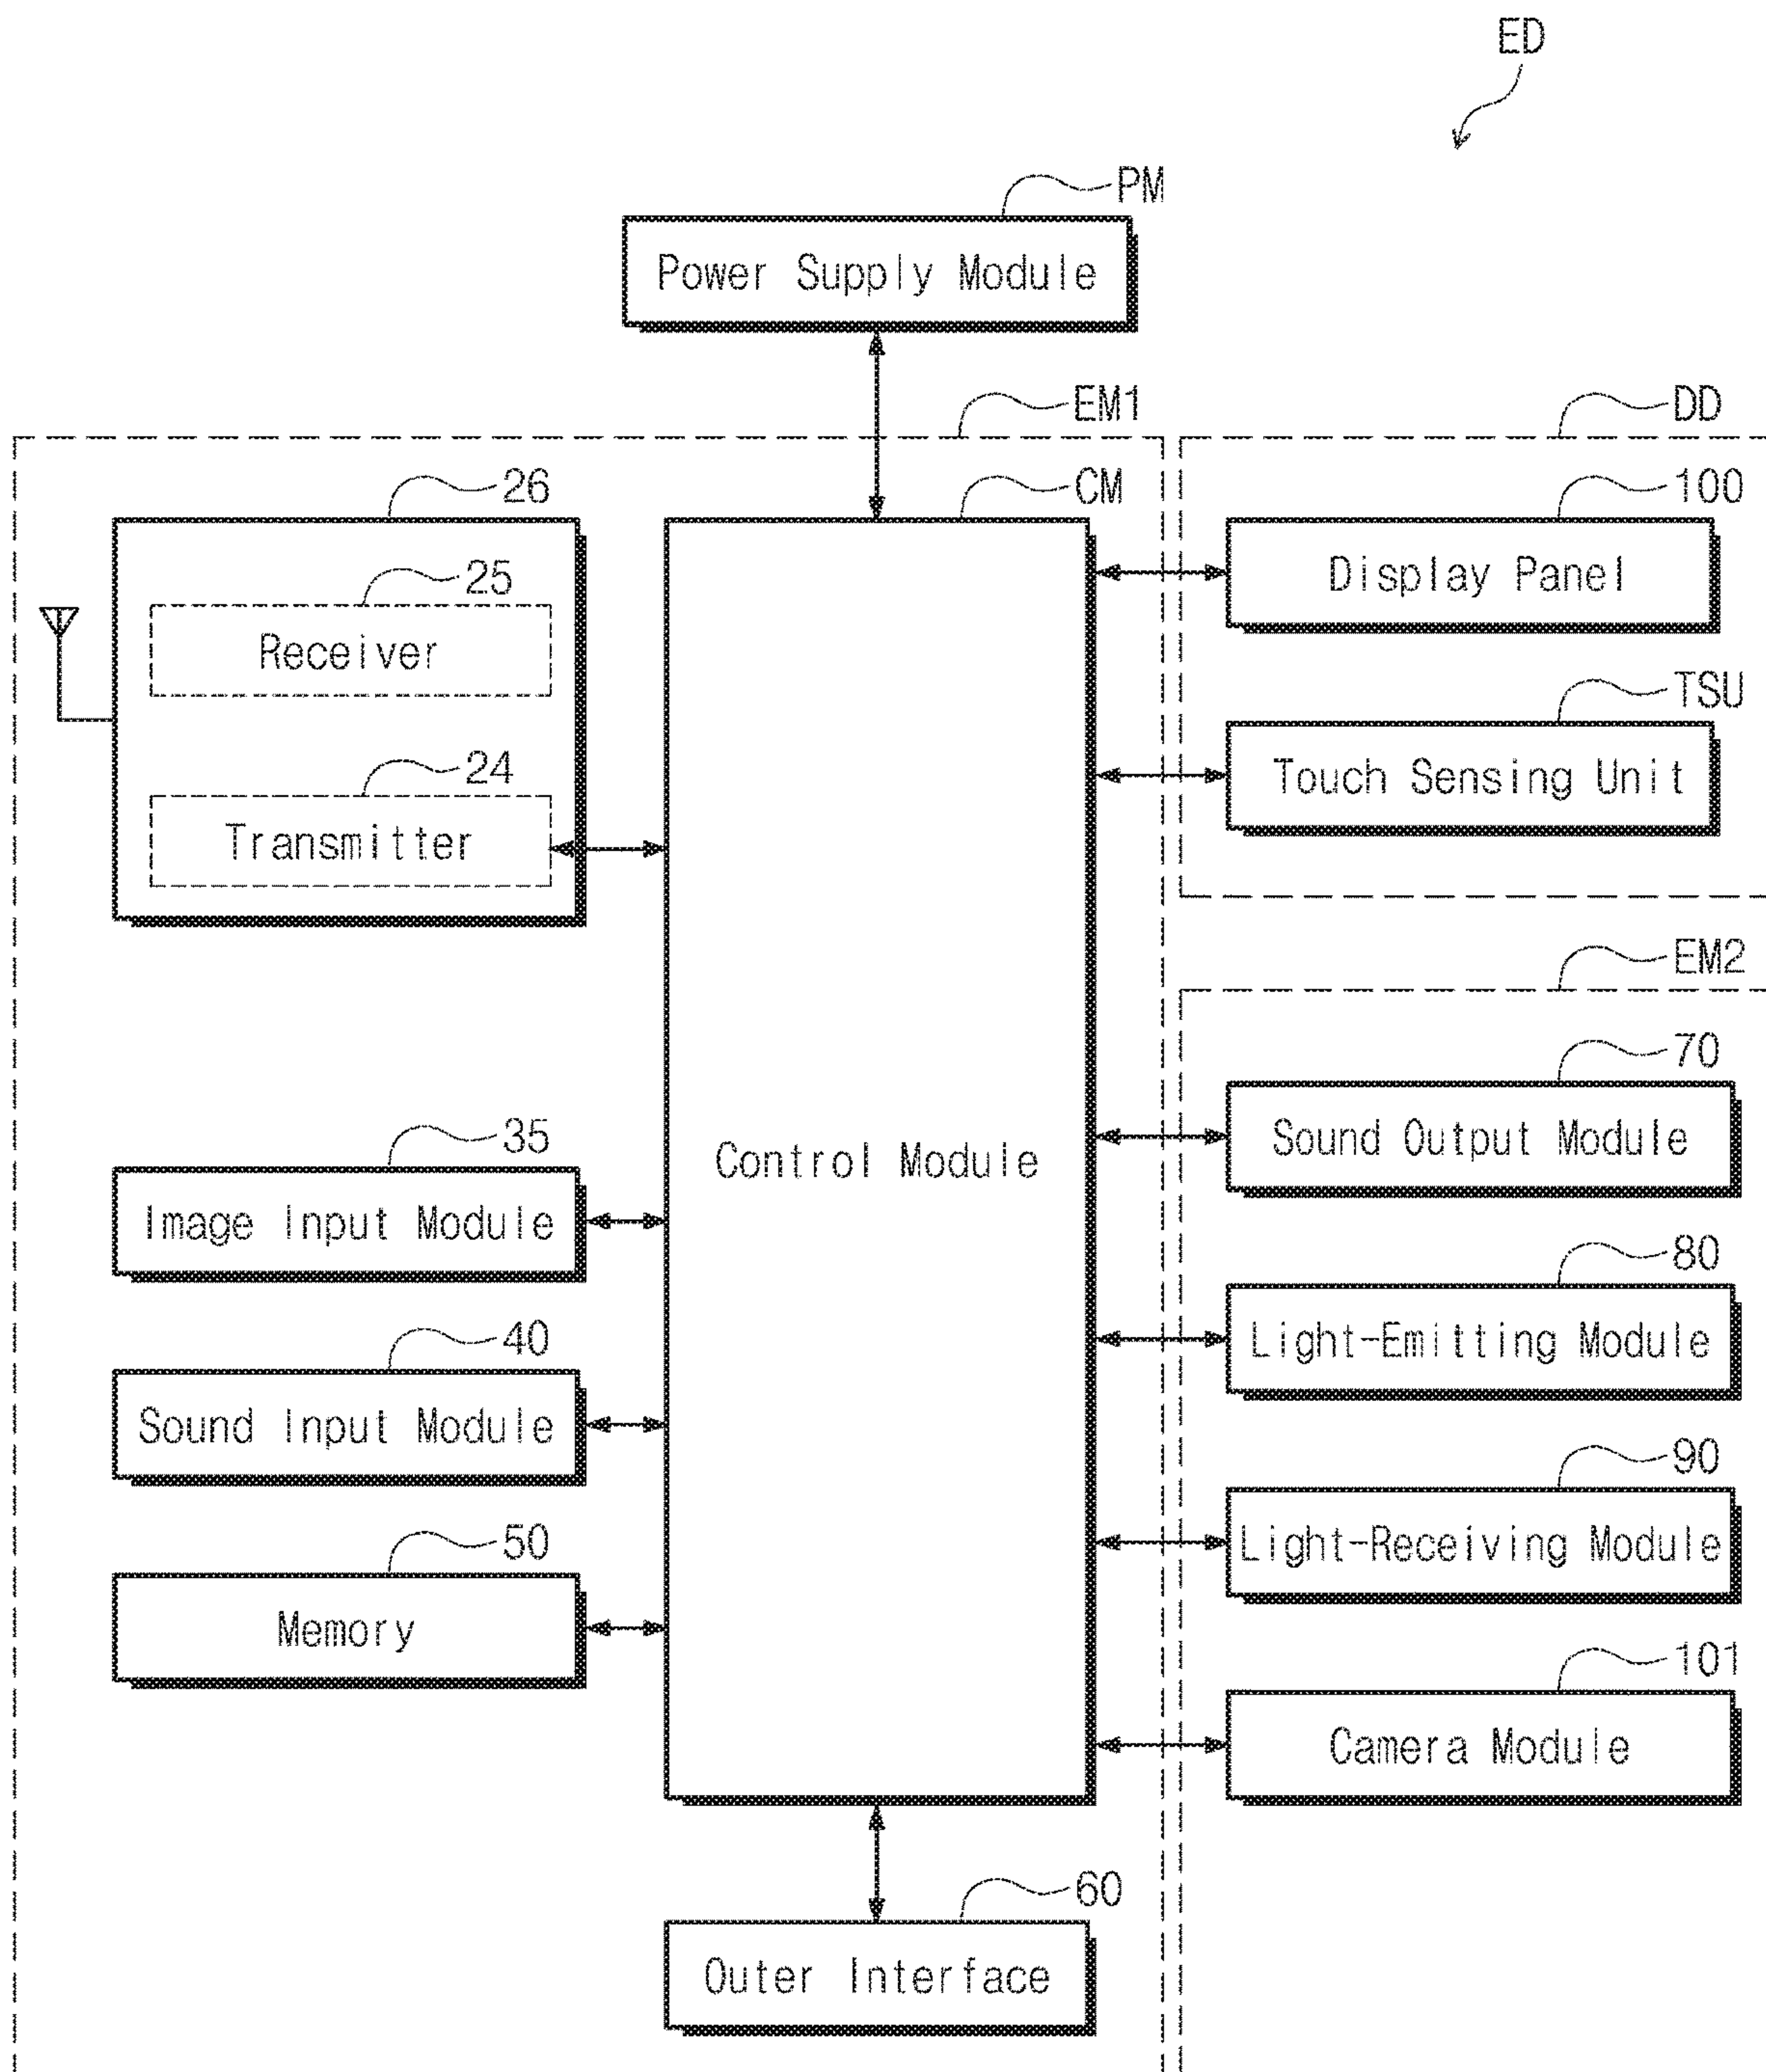 ED
PM
Power Supply Module
EM1
DD
26
CM
100
Display Panel
25
Receiver
TSU
Touch Sensing Unit
24
Transmitter
EM2
70
Sound Output Module
35
Image Input Module
Control Module
80
Light-Emitting Module
40
Sound Input Module
90
Light-Receiving Module
50
Memory
101
Camera Module
60
Outer Interface